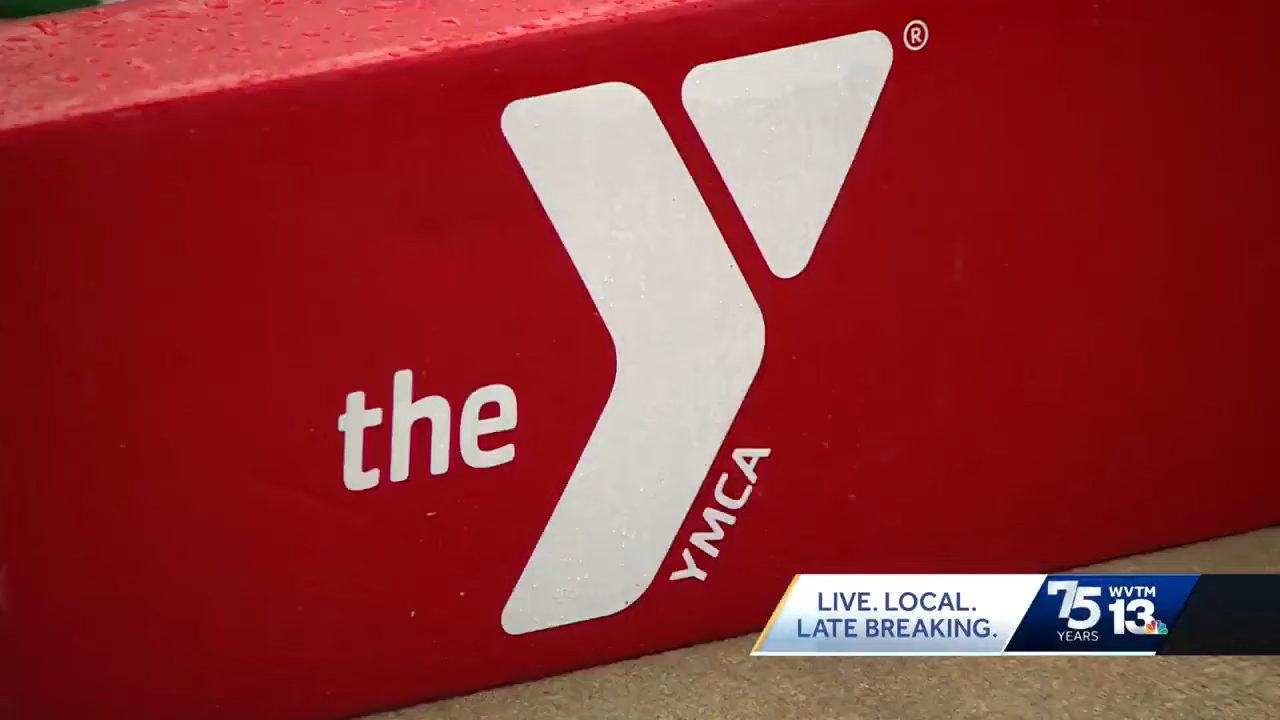 the Y®
YMCA
LIVE. LOCAL.
LATE BREAKING.
75
YEARS
WVTM
13